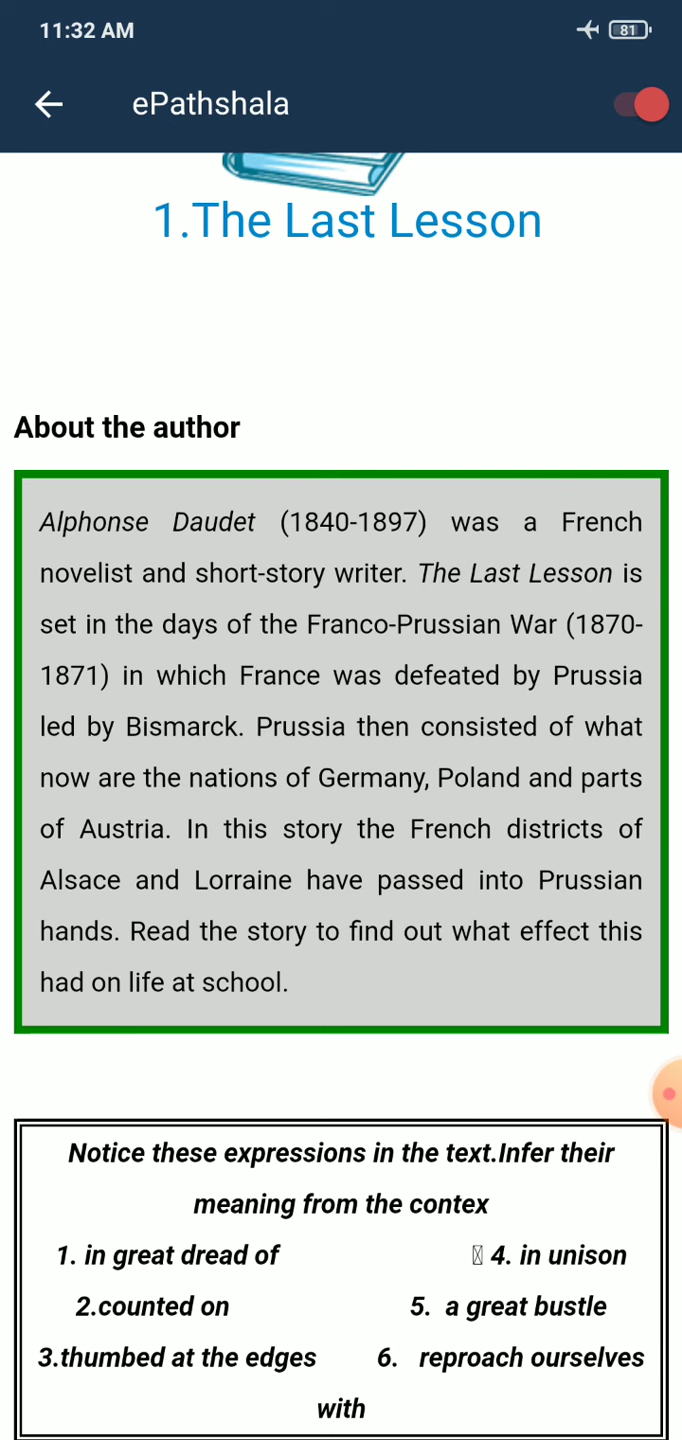 11:32 AM
81
ePathshala
1.The Last Lesson
About the author
Alphonse Daudet (1840-1897) was a French
novelist and short-story writer. The Last Lesson is
set in the days of the Franco-Prussian War (1870-
1871) in which France was defeated by Prussia
led by Bismarck. Prussia then consisted of what
now are the nations of Germany, Poland and parts
of Austria. In this story the French districts of
Alsace and Lorraine have passed into Prussian
hands. Read the story to find out what effect this
had on life at school.
Notice these expressions in the text.Infer their
meaning from the contex
1. in great dread of 4. in unison
2.counted on 5. a great bustle
3.thumbed at the edges 6. reproach ourselves
with